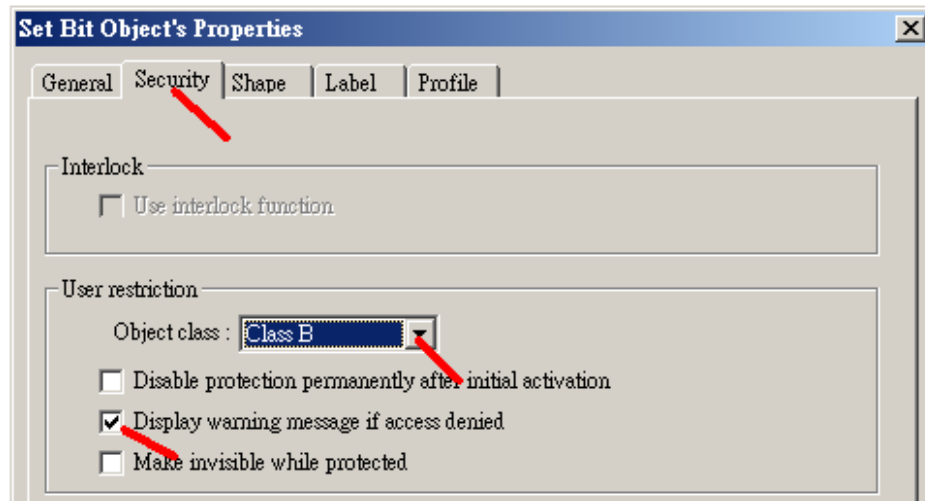 Set Bit Object's Properties
General Security Shape Label Profile
Interlock
Use interlock function
User restriction
Object class : Class B
Disable protection permanently after initial activation
Display warning message if access denied
Make invisible while protected